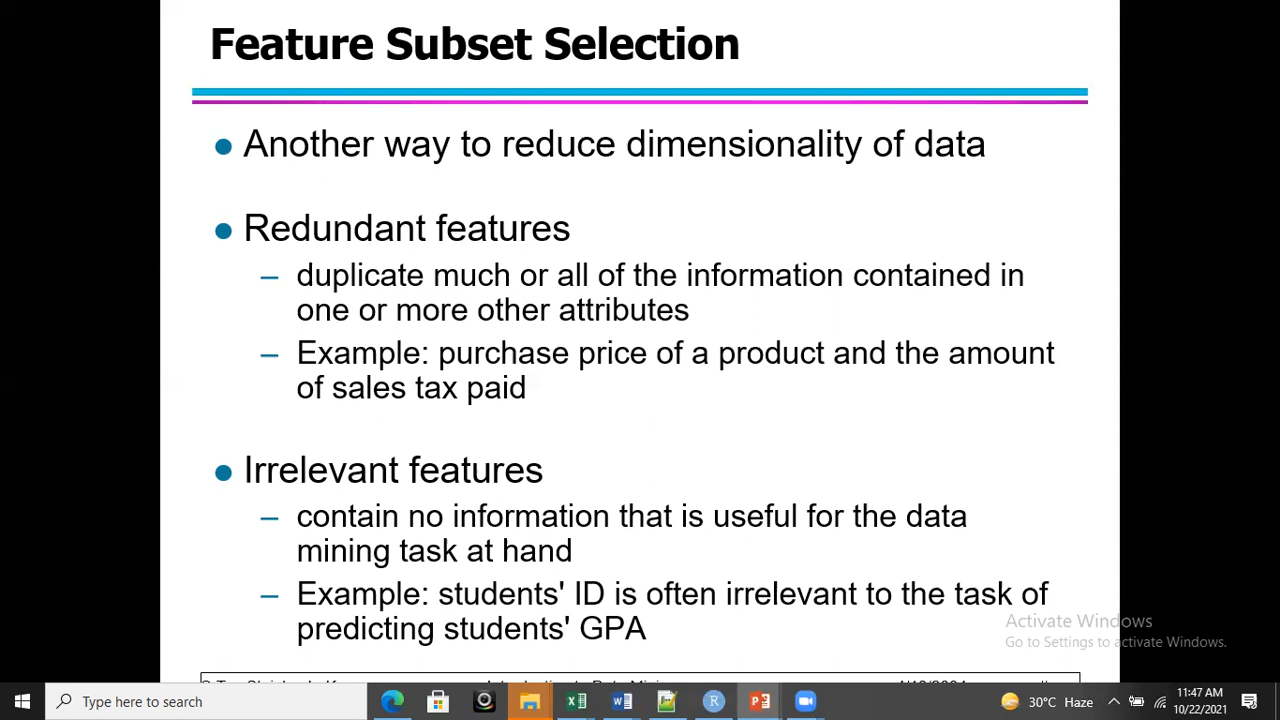 Feature Subset Selection
● Another way to reduce dimensionality of data
● Redundant features
– duplicate much or all of the information contained in
one or more other attributes
– Example: purchase price of a product and the amount
of sales tax paid
● Irrelevant features
– contain no information that is useful for the data
mining task at hand
– Example: students' ID is often irrelevant to the task of
predicting students' GPA
Activate Windows
Go to Settings to activate Windows.
Type here to search
30°C Haze
11:47 AM
10/22/2021